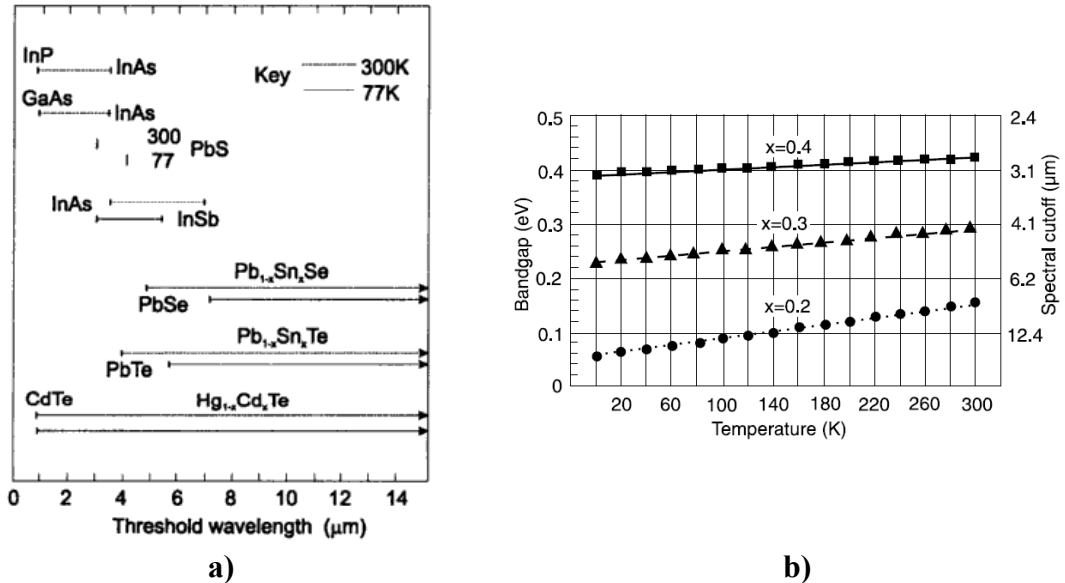 InP
InAs
Key
300K
77K
GaAs
InAs
300
77
PbS
InAs
InSb
Pb₁₋ₓSnₓSe
PbSe
Pb₁₋ₓSnₓTe
PbTe
CdTe
Hg₁₋ₓCdₓTe
0 2 4 6 8 10 12 14
Threshold wavelength (μm)
a)
0.5
0.4
0.3
0.2
0.1
0
Bandgap (eV)
x=0.4
x=0.3
x=0.2
2.4
3.1
4.1
6.2
12.4
Spectral cutoff (μm)
20 60 100 140 180 220 260 300
Temperature (K)
b)